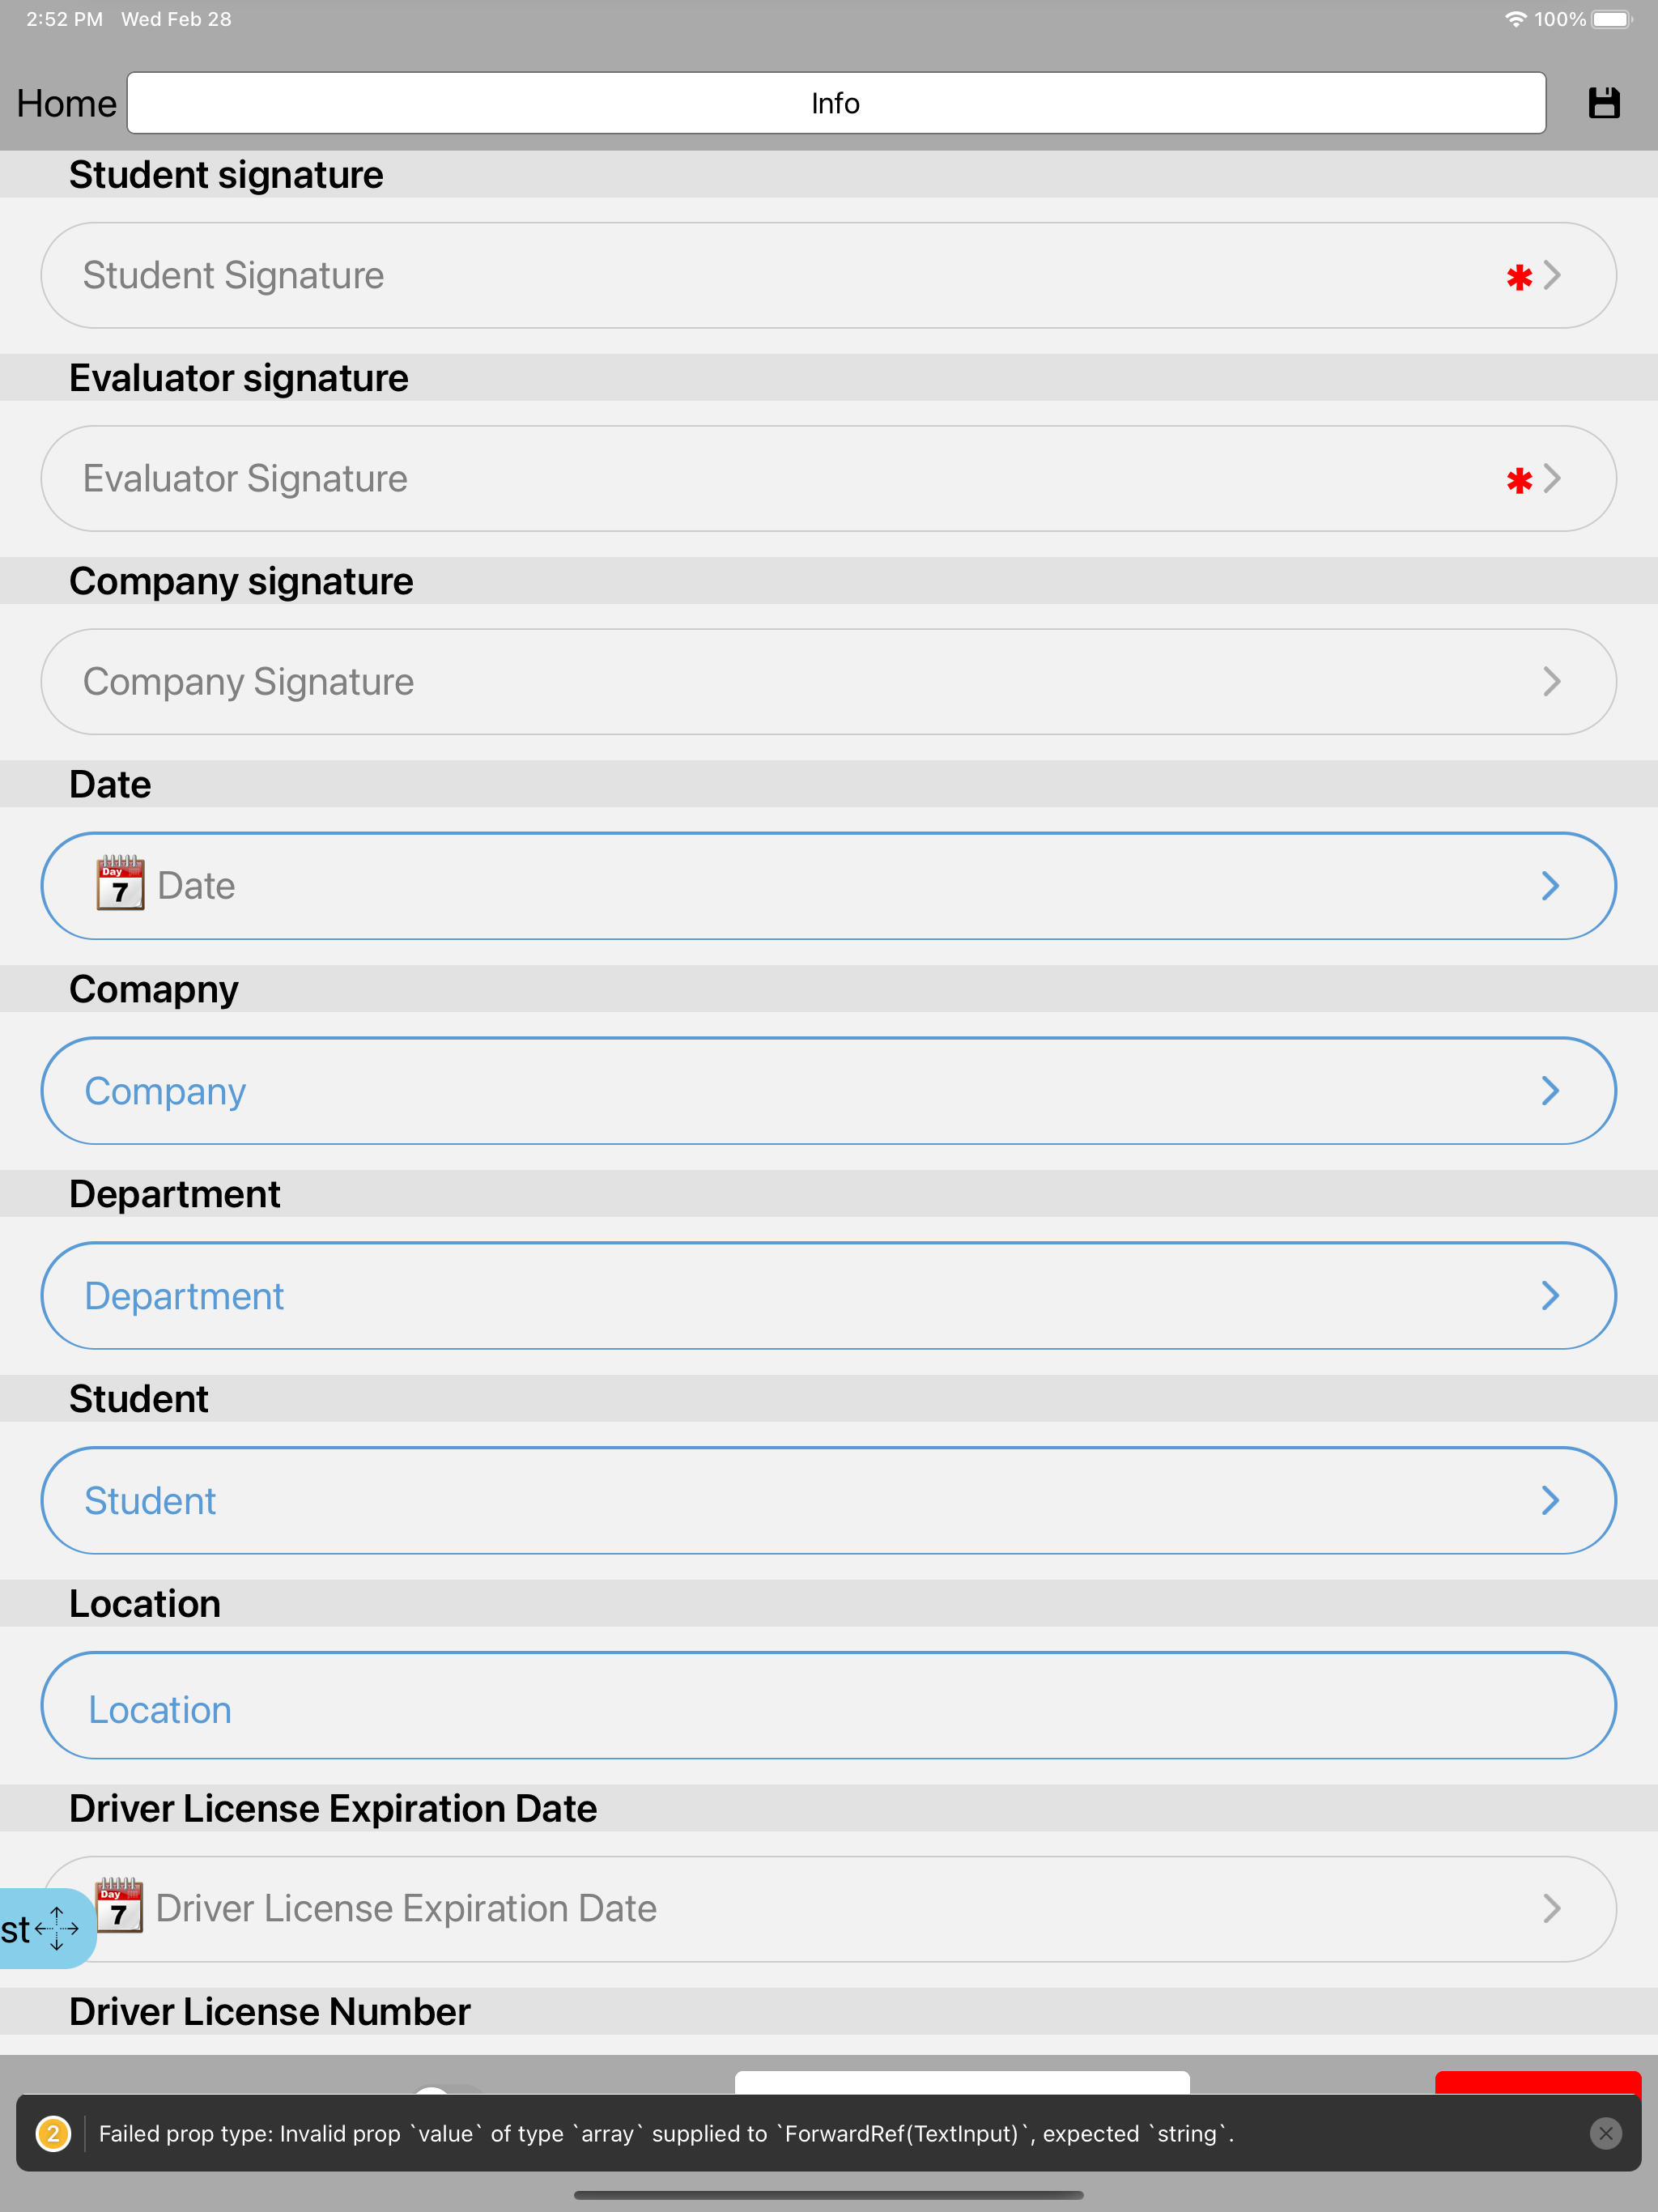 2:52 PM Wed Feb 28
100%
Home
Info
Student signature
Student Signature *
Evaluator signature
Evaluator Signature *
Company signature
Company Signature
Date
Day
7
Date
Comapny
Company
Department
Department
Student
Student
Location
Location
Driver License Expiration Date
Day
7
Driver License Expiration Date
st
Driver License Number
2
Failed prop type: Invalid prop `value` of type `array` supplied to `ForwardRef(TextInput)`, expected `string`.